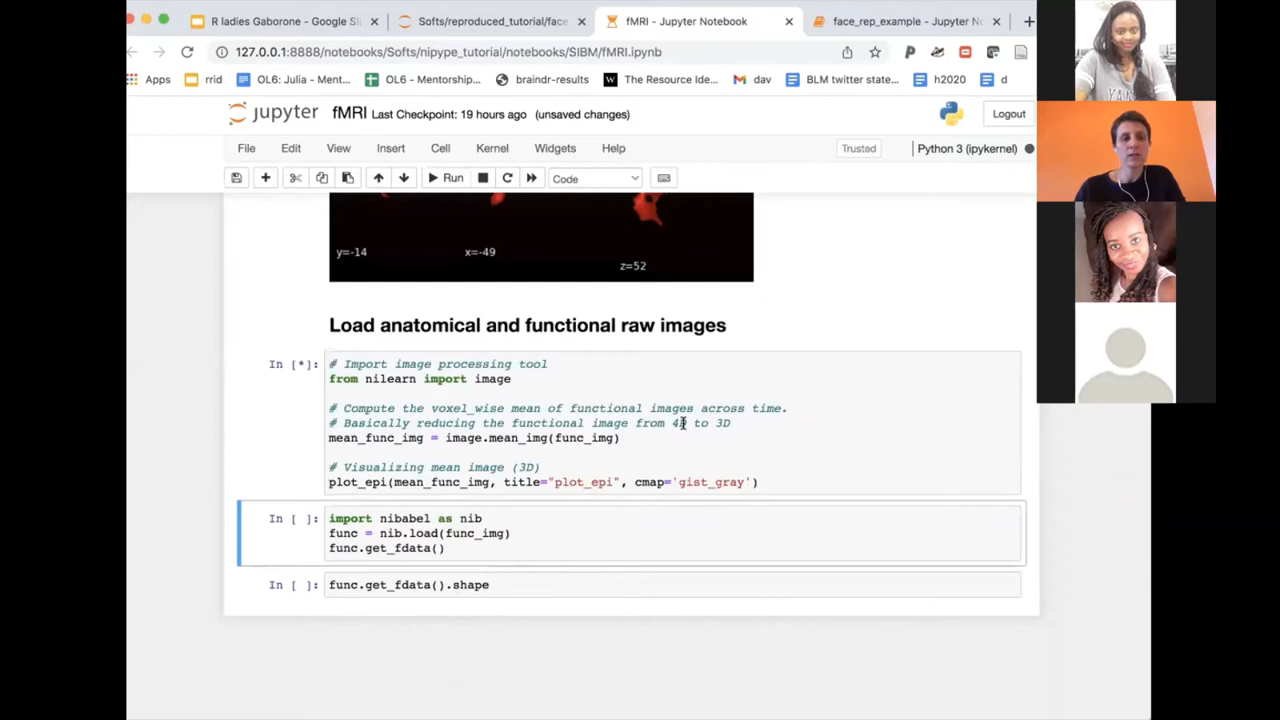 R ladies Gaborone - Google Sli
Softs/reproduced_tutorial/face
fMRI - Jupyter Notebook
face_rep_example - Jupyter No
127.0.0.1:8888/notebooks/Softs/nipype_tutorial/notebooks/SIBM/fMRI.ipynb
Apps
rrid
OL6: Julia - Ment...
OL6 - Mentorship...
braindr-results
The Resource Ide...
dav
BLM twitter state...
h2020
d
jupyter
fMRI Last Checkpoint: 19 hours ago (unsaved changes)
Logout
File Edit View Insert Cell Kernel Widgets Help
Trusted
Python 3 (ipykernel)
Run
Code
y=-14
x=-49
z=52
Load anatomical and functional raw images
In [*]:
# Import image processing tool
from nilearn import image
# Compute the voxel_wise mean of functional images across time.
# Basically reducing the functional image from 4D to 3D
mean_func_img = image.mean_img(func_img)
# Visualizing mean image (3D)
plot_epi(mean_func_img, title="plot_epi", cmap='gist_gray')
In [ ]:
import nibabel as nib
func = nib.load(func_img)
func.get_fdata()
In [ ]:
func.get_fdata().shape